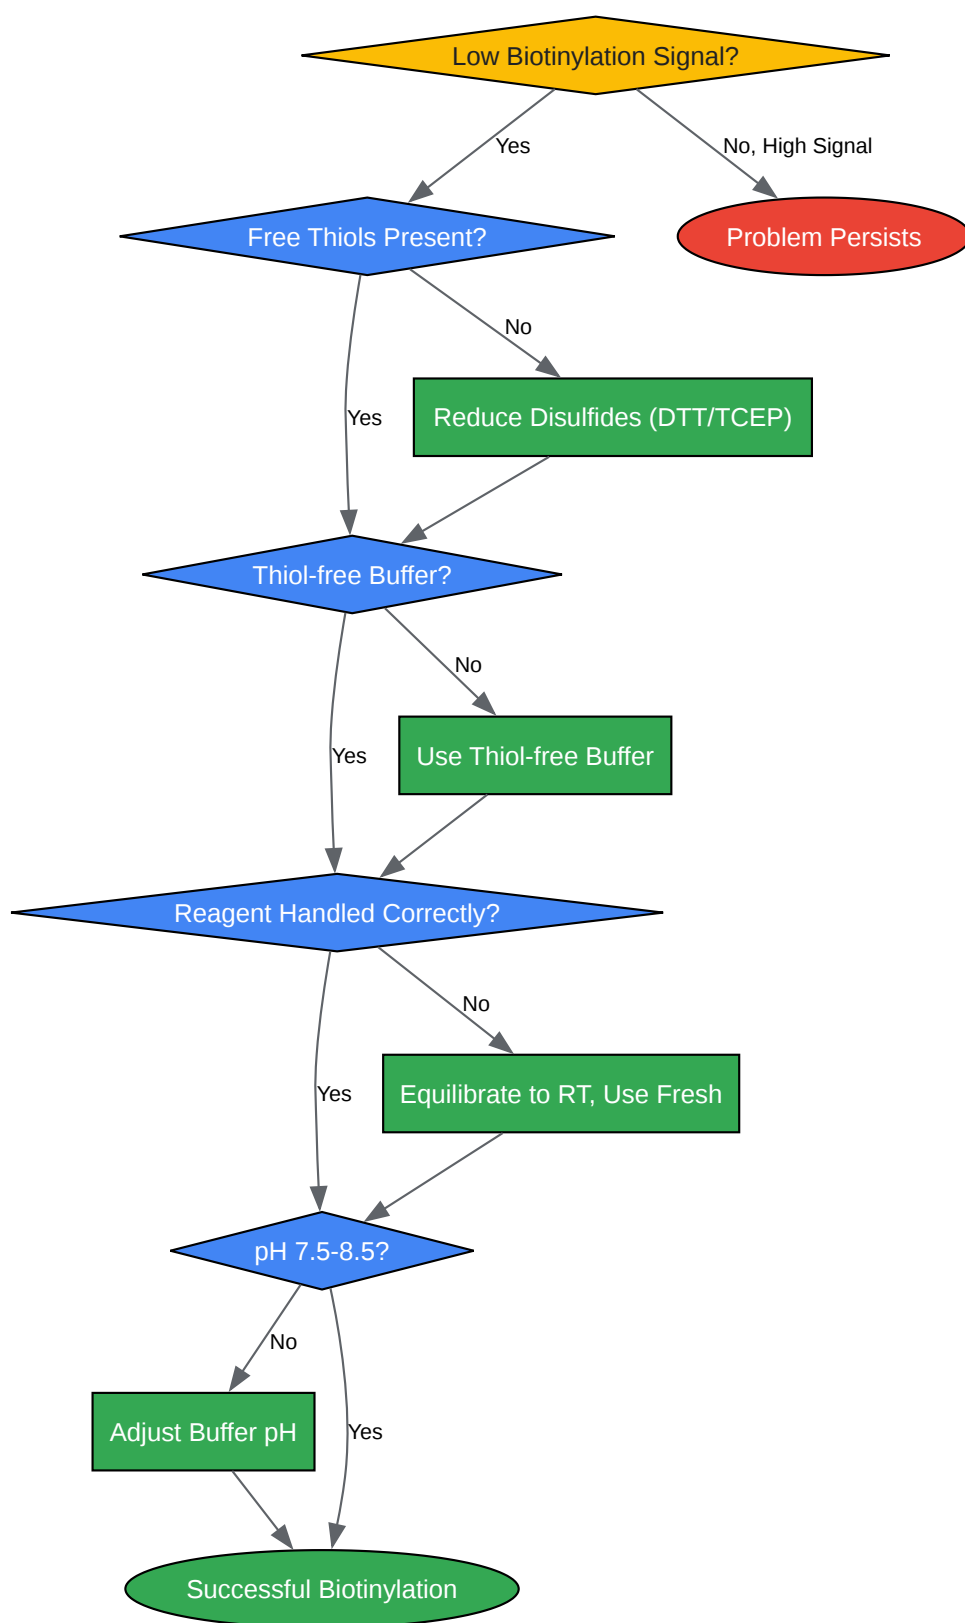 Low Biotinylation Signal?
Yes
No, High Signal
Free Thiols Present?
Problem Persists
No
Yes
Reduce Disulfides (DTT/TCEP)
Thiol-free Buffer?
No
Yes
Use Thiol-free Buffer
Reagent Handled Correctly?
No
Yes
Equilibrate to RT, Use Fresh
pH 7.5-8.5?
No
Adjust Buffer pH
Yes
Successful Biotinylation